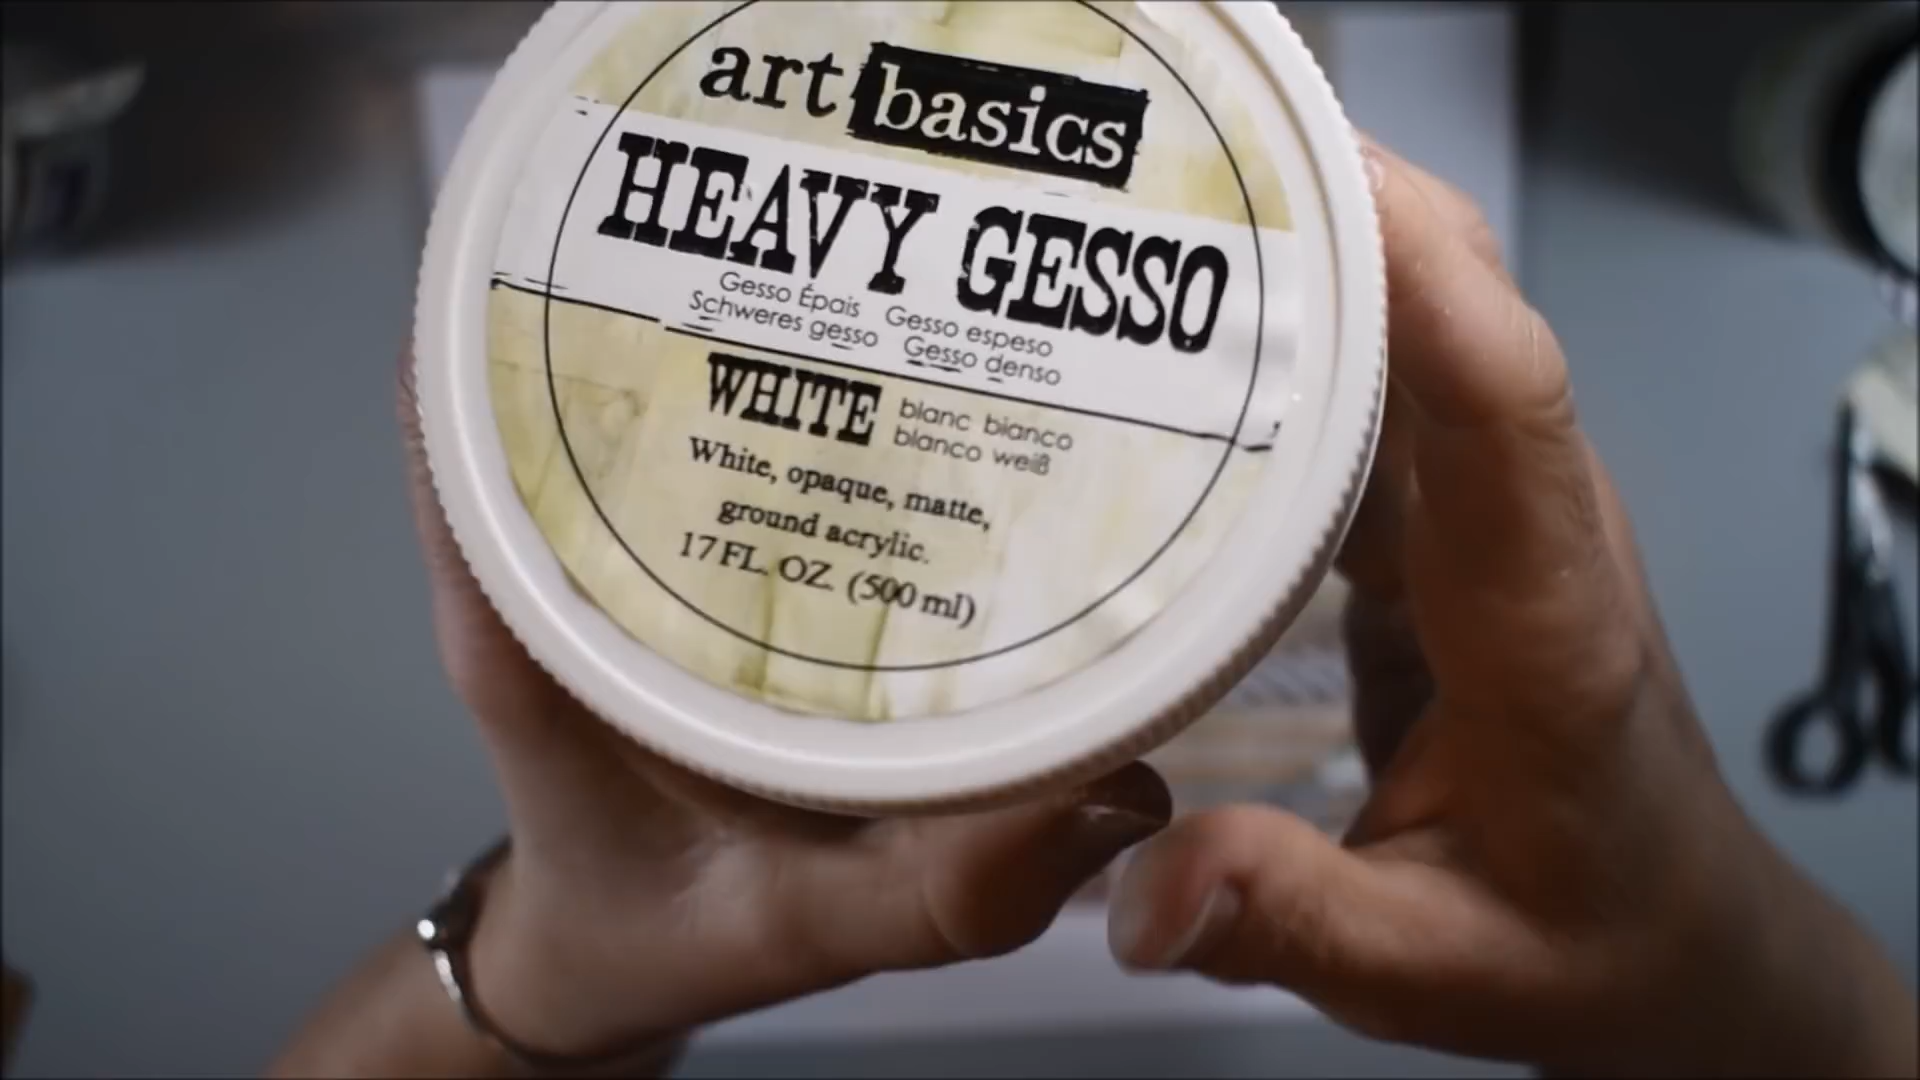 art basics
HEAVY GESSO
Gesso Épais Gesso espeso
Schweres gesso Gesso denso
WHITE blanc bianco
blanco weiß
White, opaque, matte,
ground acrylic.
17 FL. OZ. (500 ml)